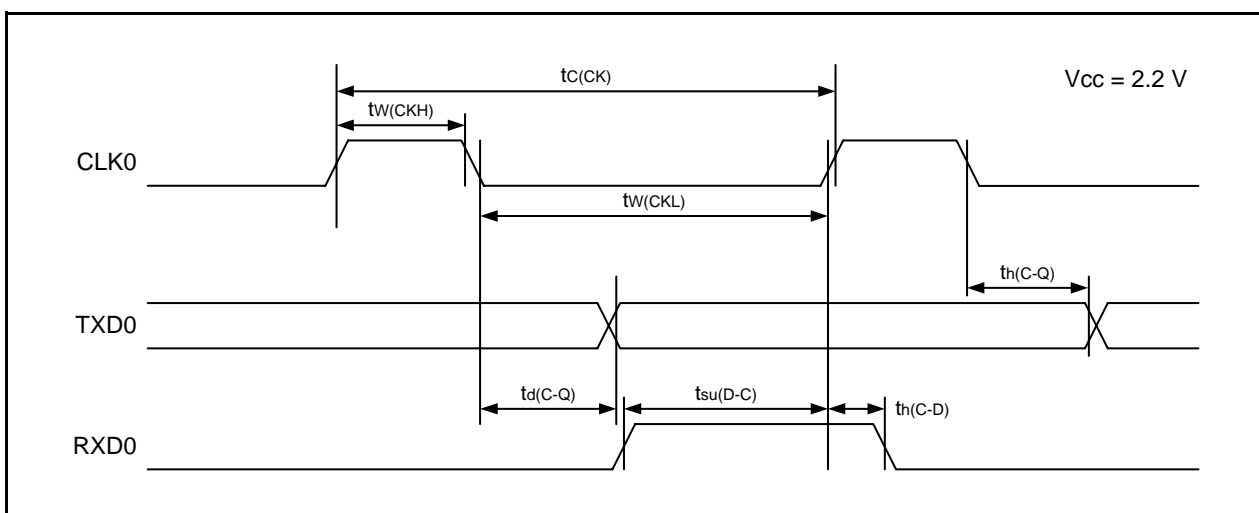 tC(CK)
Vcc = 2.2 V
tW(CKH)
CLK0
tW(CKL)
th(C-Q)
TXD0
td(C-Q)
tsu(D-C)
th(C-D)
RXD0